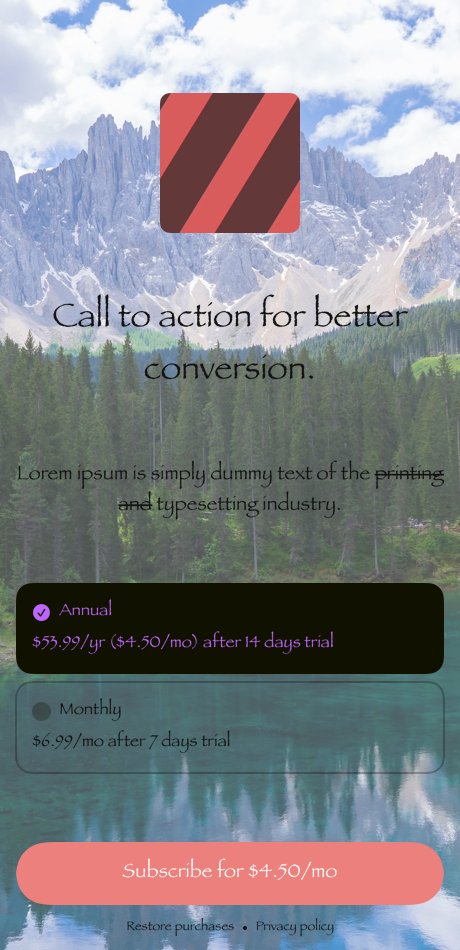 Call to action for better
conversion.
Lorem ipsum is simply dummy text of the printing
and typesetting industry.
Annual
$53.99/yr ($4.50/mo) after 14 days trial
Monthly
$6.99/mo after 7 days trial
Subscribe for $4.50/mo
Restore purchases • Privacy policy